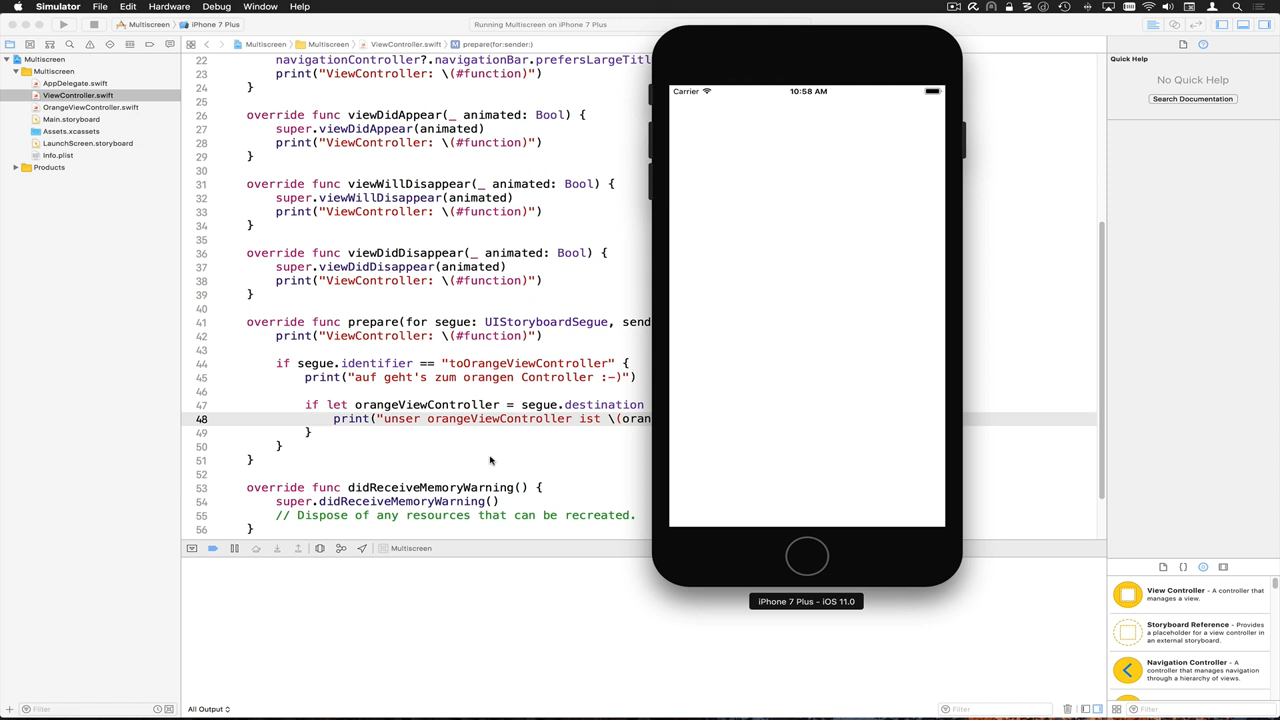 Simulator File Edit Hardware Debug Window Help
Multiscreen iPhone 7 Plus Running Multiscreen on iPhone 7 Plus
Multiscreen Multiscreen ViewController.swift prepare(for:sender:)
Multiscreen
Multiscreen
AppDelegate.swift
ViewController.swift
OrangeViewController.swift
Main.storyboard
Assets.xcassets
LaunchScreen.storyboard
Info.plist
Products
Filter
22 navigationController?.navigationBar.prefersLargeTitl
23 print("ViewController: \(#function)")
24 }
25
26 override func viewDidAppear(_ animated: Bool) {
27 super.viewDidAppear(animated)
28 print("ViewController: \(#function)")
29 }
30
31 override func viewWillDisappear(_ animated: Bool) {
32 super.viewWillDisappear(animated)
33 print("ViewController: \(#function)")
34 }
35
36 override func viewDidDisappear(_ animated: Bool) {
37 super.viewDidDisappear(animated)
38 print("ViewController: \(#function)")
39 }
40
41 override func prepare(for segue: UIStoryboardSegue, send
42 print("ViewController: \(#function)")
43
44 if segue.identifier == "toOrangeViewController" {
45 print("auf geht's zum orangen Controller :-)")
46
47 if let orangeViewController = segue.destination
48 print("unser orangeViewController ist \(oran
49 }
50 }
51 }
52
53 override func didReceiveMemoryWarning() {
54 super.didReceiveMemoryWarning()
55 // Dispose of any resources that can be recreated.
56 }
Multiscreen
All Output
Filter
Carrier 10:58 AM
iPhone 7 Plus - iOS 11.0
Quick Help
No Quick Help
Search Documentation
View Controller - A controller that
manages a view.
Storyboard Reference - Provides
a placeholder for a view controller in
an external storyboard.
Navigation Controller - A
controller that manages navigation
through a hierarchy of views.
Filter